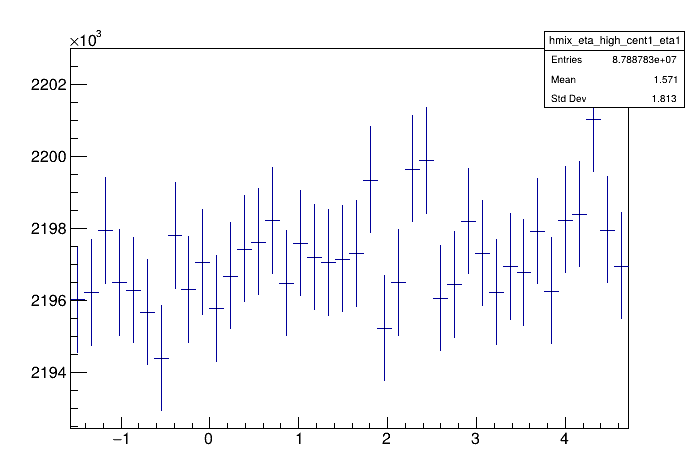 ×10³
hmix_eta_high_cent1_eta1
Entries 8.788783e+07
Mean 1.571
Std Dev 1.813
2202
2200
2198
2196
2194
−1 0 1 2 3 4